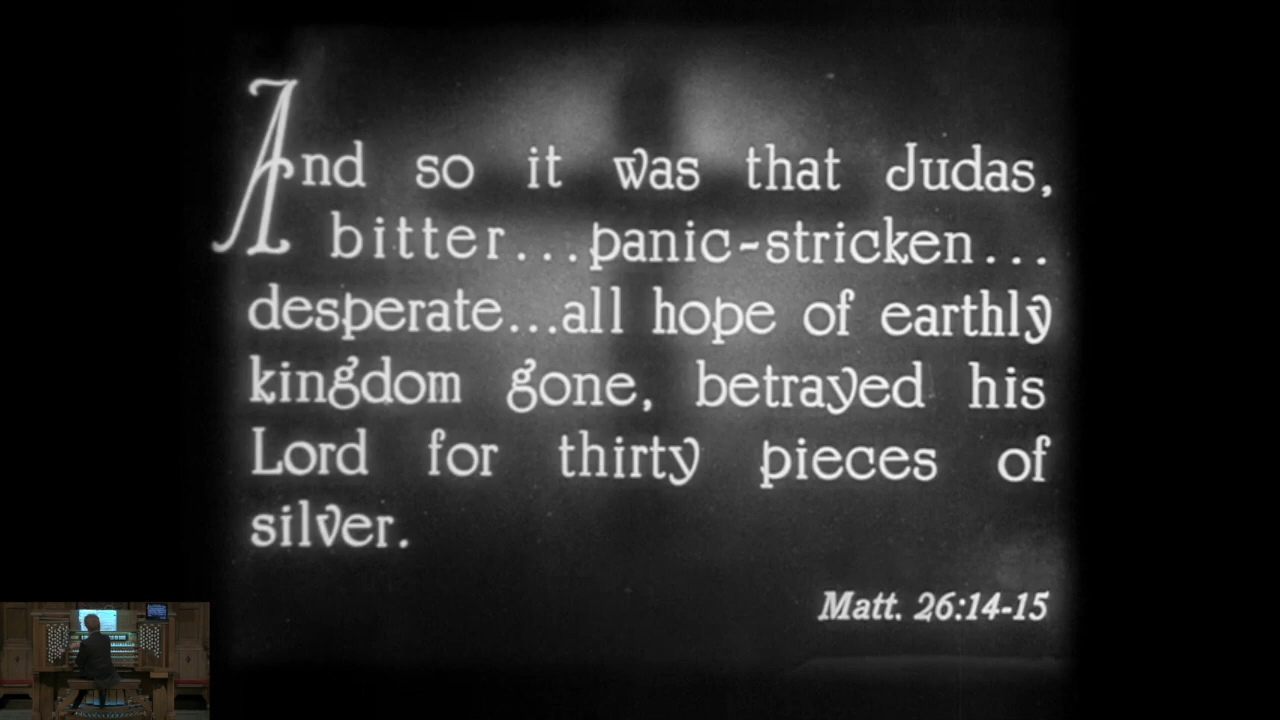 And so it was that Judas,
bitter...panic-stricken...
desperate...all hope of earthly
kingdom gone, betrayed his
Lord for thirty pieces of
silver.
Matt. 26:14-15